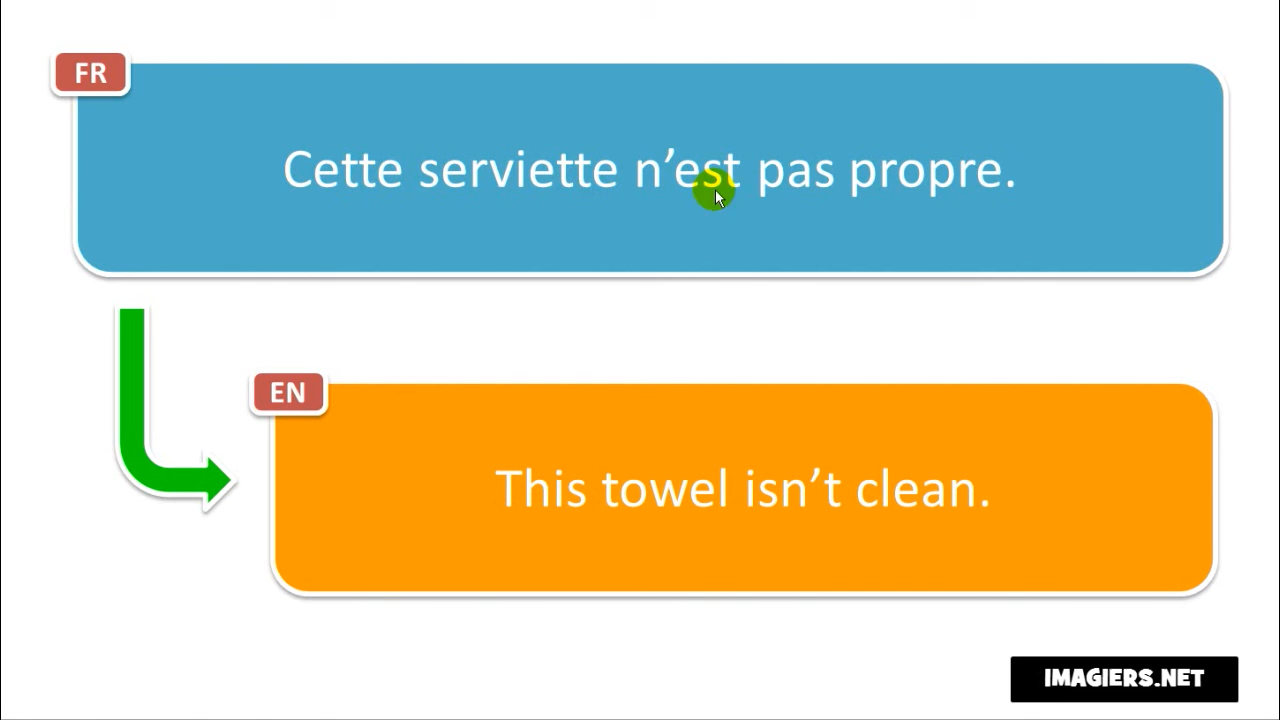 FR
Cette serviette n’est pas propre.
EN
This towel isn’t clean.
IMAGIERS.NET